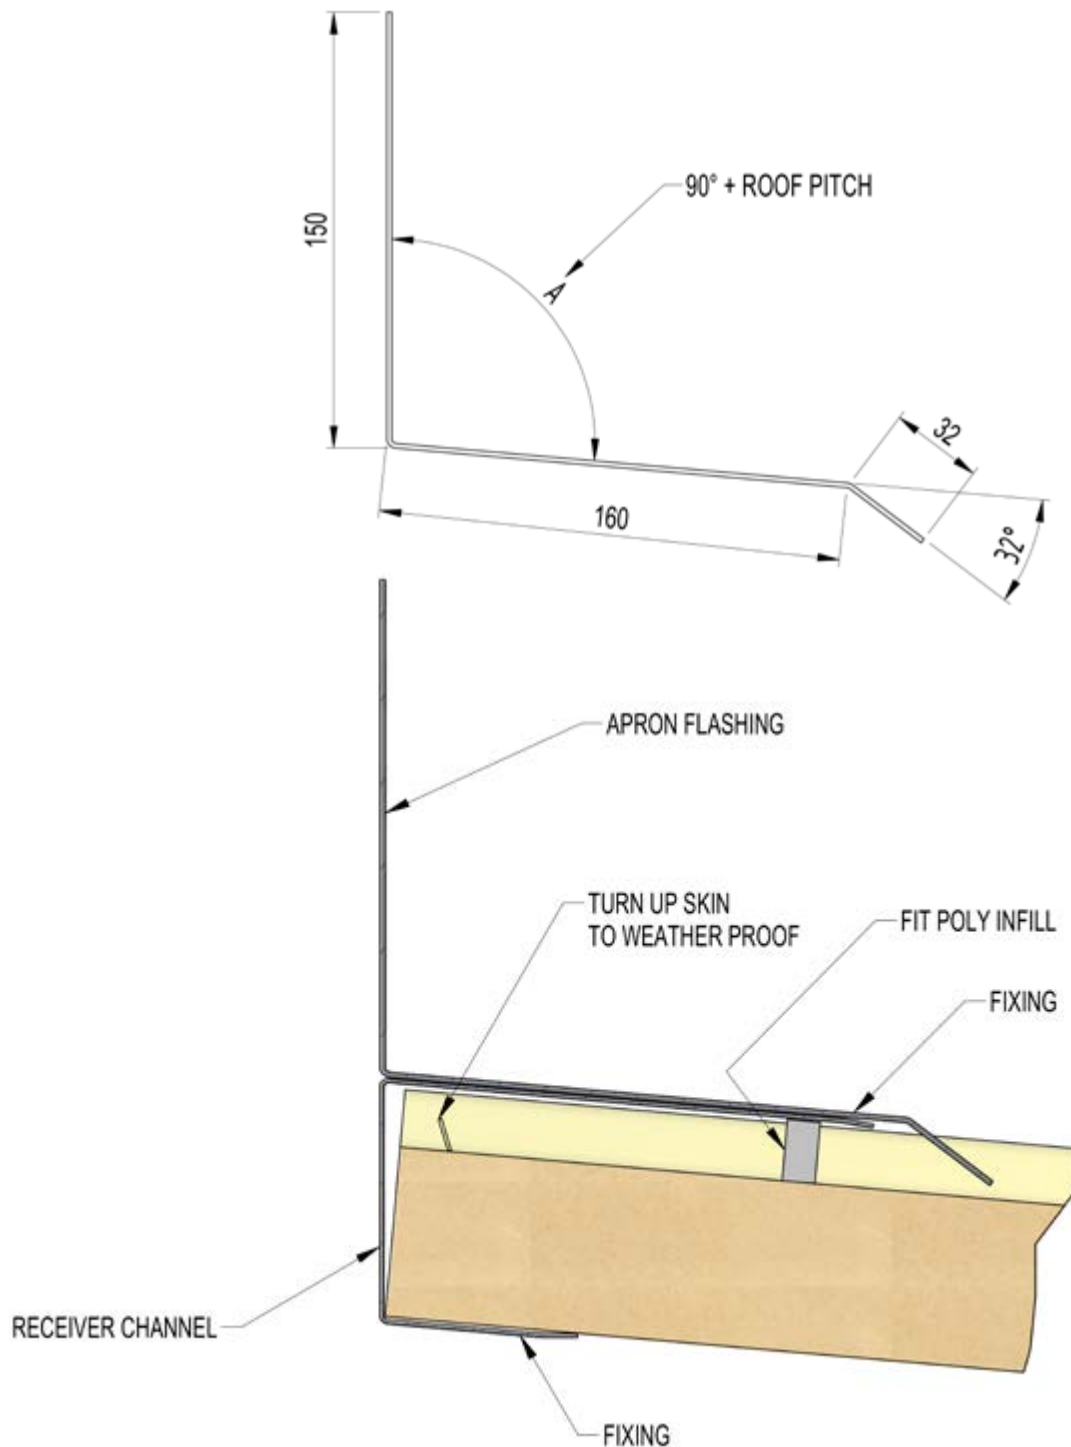 90° + ROOF PITCH
150
A
32
160
32°
APRON FLASHING
TURN UP SKIN
TO WEATHER PROOF
FIT POLY INFILL
FIXING
RECEIVER CHANNEL
FIXING